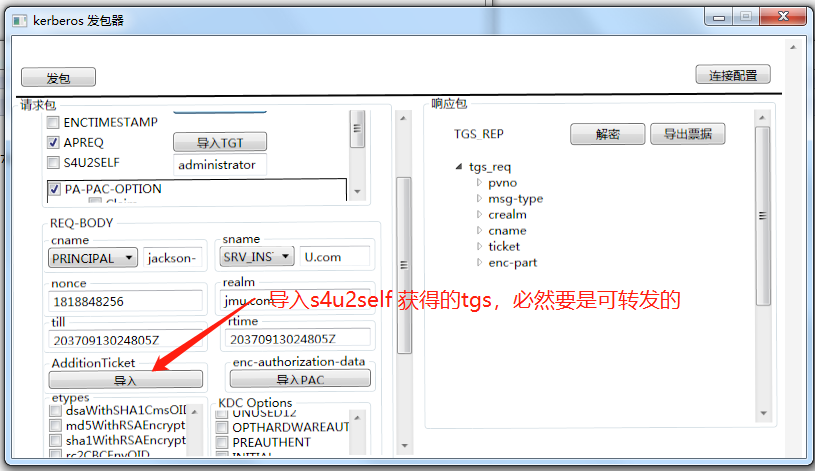 kerberos 发包器
发包
连接配置
请求包
ENCTIMESTAMP
APREQ
导入TGT
S4U2SELF
administrator
PA-PAC-OPTION
Claim
REQ-BODY
cname
sname
PRINCIPAL
jackson-
SRV_INS
U.com
nonce
realm
1818848256
jmu.com
导入s4u2self 获得的tgs，必然要是可转发的
till
rtime
20370913024805Z
20370913024805Z
AdditionTicket
enc-authorization-data
导入
导入PAC
etypes
KDC Options
dsaWithSHA1CmsOID
md5WithRSAEncrypt
sha1WithRSAEncrypt
rc2CBCEnvOID
UNUSED12
OPTHARDWAREAUT
PREAUTHENT
INITIAL
响应包
TGS_REP
解密
导出票据
tgs_req
pvno
msg-type
crealm
cname
ticket
enc-part